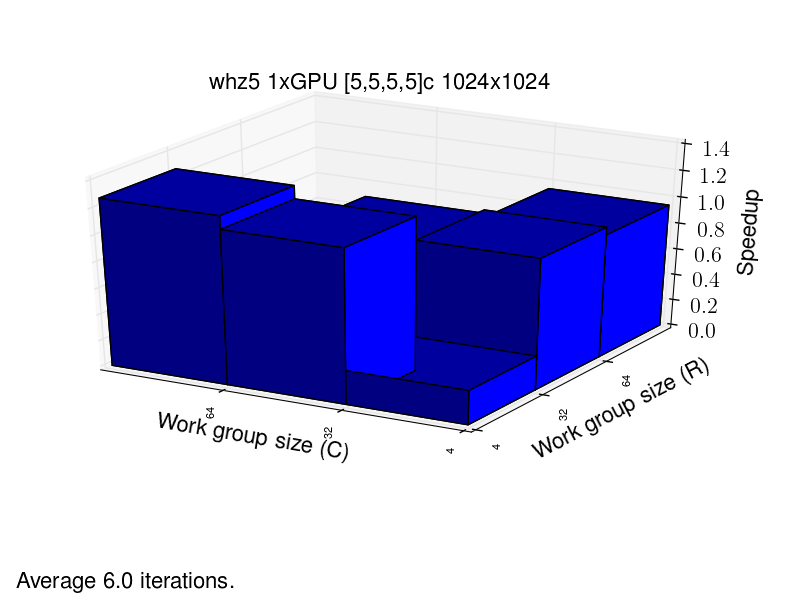 whz5 1xGPU [5,5,5,5]c 1024x1024
1.4
1.2
1.0
0.8
0.6
0.4
0.2
0.0
Speedup
64
32
4
Work group size (C)
4
32
64
Work group size (R)
Average 6.0 iterations.